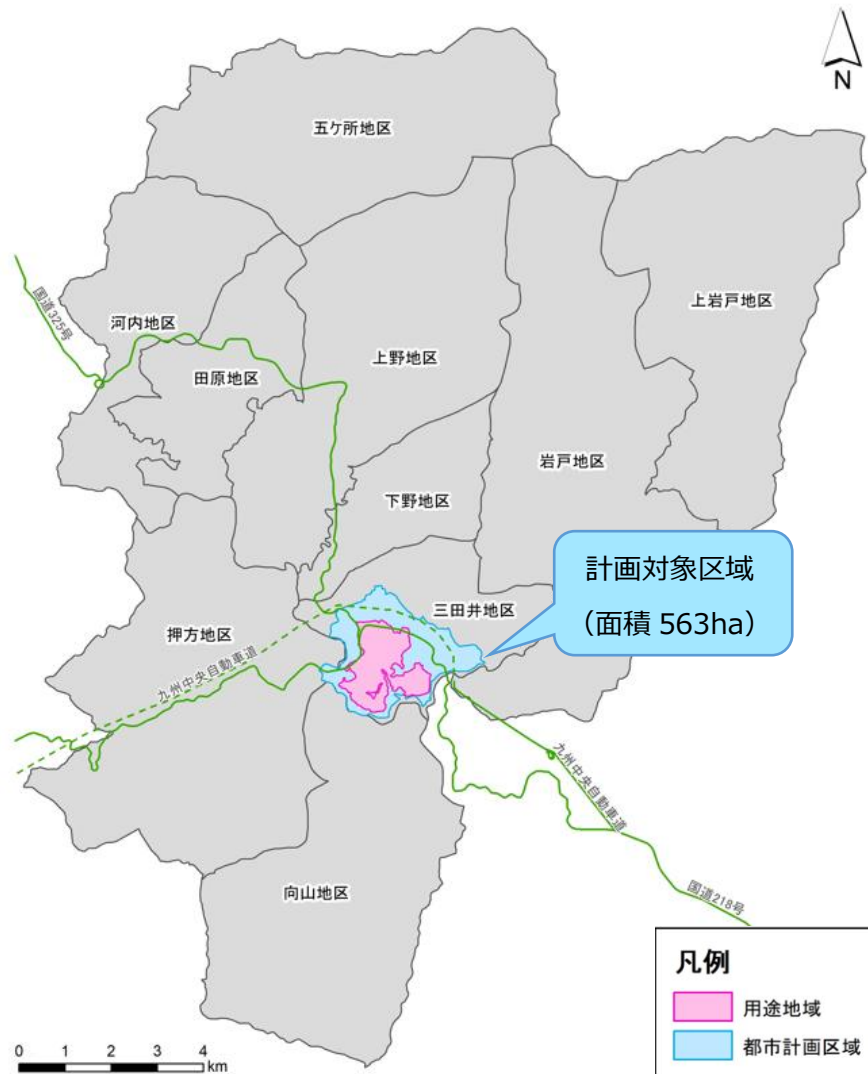 N
五ケ所地区
国道325号
河内地区
田原地区
上野地区
上岩戸地区
岩戸地区
下野地区
計画対象区域
（面積 563ha）
三田井地区
押方地区
九州中央自動車道
九州中央自動車道
国道218号
向山地区
凡例
用途地域
都市計画区域
0 1 2 3 4
km